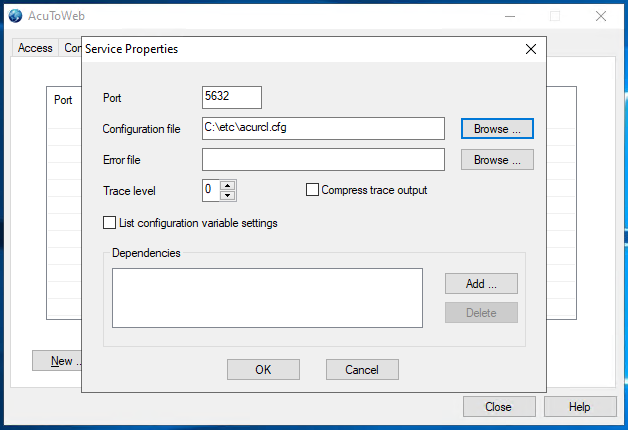 AcuToWeb
Access Con
Service Properties
Port
Port 5632
Configuration file C:\etc\acurcl.cfg Browse ...
Error file Browse ...
Trace level 0 Compress trace output
List configuration variable settings
Dependencies
Add ...
Delete
New ..
OK Cancel
Close Help